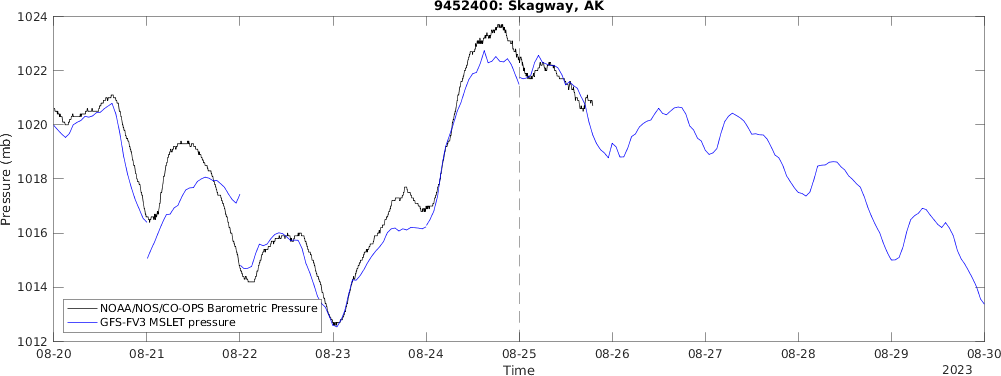 9452400: Skagway, AK
Pressure (mb)
1024
1022
1020
1018
1016
1014
1012
NOAA/NOS/CO-OPS Barometric Pressure
GFS-FV3 MSLET pressure
08-20 08-21 08-22 08-23 08-24 08-25 08-26 08-27 08-28 08-29 08-30
Time
2023